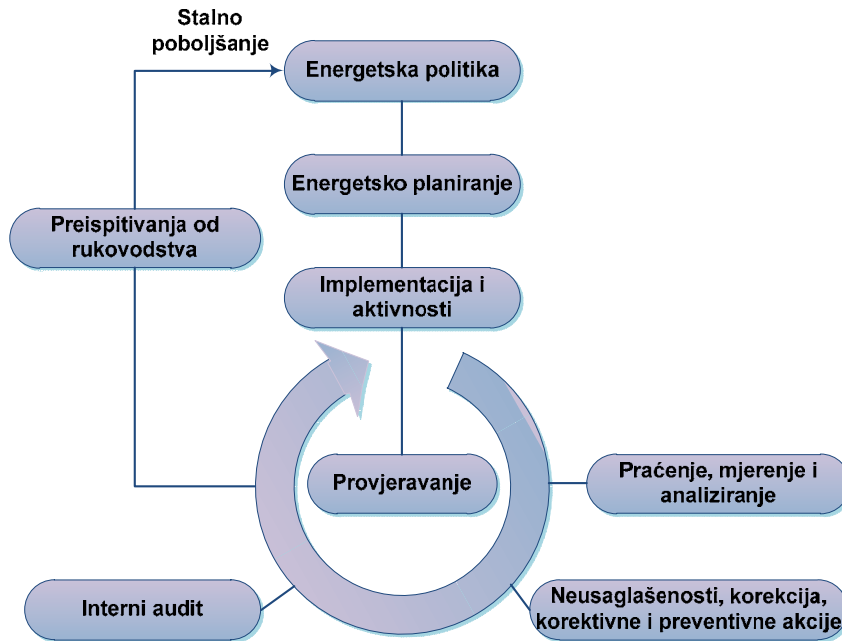 Stalno
poboljšanje
Energetska politika
Energetsko planiranje
Preispitivanja od
rukovodstva
Implementacija i
aktivnosti
Provjeravanje
Praćenje, mjerenje i
analiziranje
Interni audit
Neusaglašenosti, korekcija,
korektivne i preventivne akcije